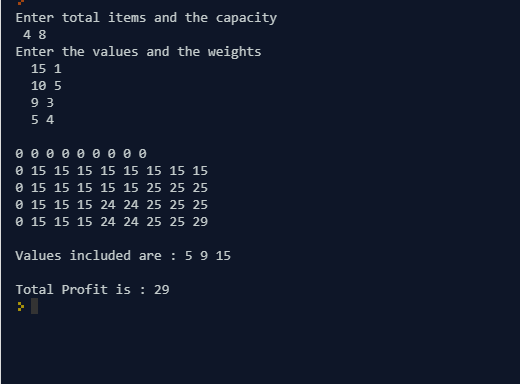 Enter total items and the capacity
4 8
Enter the values and the weights
15 1
10 5
9 3
5 4
0 0 0 0 0 0 0 0 0
0 15 15 15 15 15 15 15 15
0 15 15 15 15 15 25 25 25
0 15 15 15 24 24 25 25 25
0 15 15 15 24 24 25 25 29
Values included are : 5 9 15
Total Profit is : 29